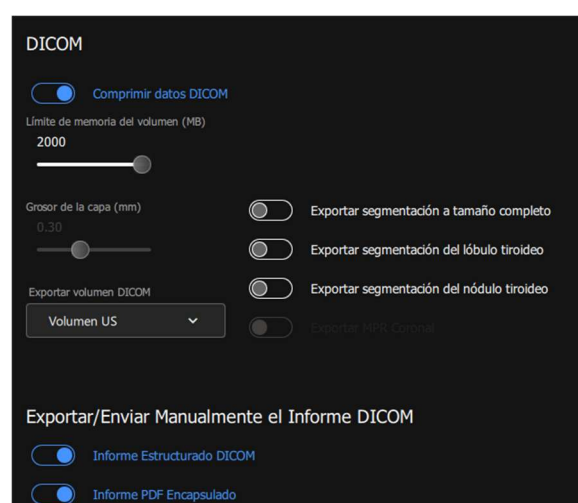 DICOM
Comprimir datos DICOM
Límite de memoria del volumen (MB)
2000
Grosor de la capa (mm)
0.30
Exportar segmentación a tamaño completo
Exportar segmentación del lóbulo tiroideo
Exportar volumen DICOM
Exportar segmentación del nódulo tiroideo
Volumen US
Exportar MPR Coronal
Exportar/Enviar Manualmente el Informe DICOM
Informe Estructurado DICOM
Informe PDF Encapsulado